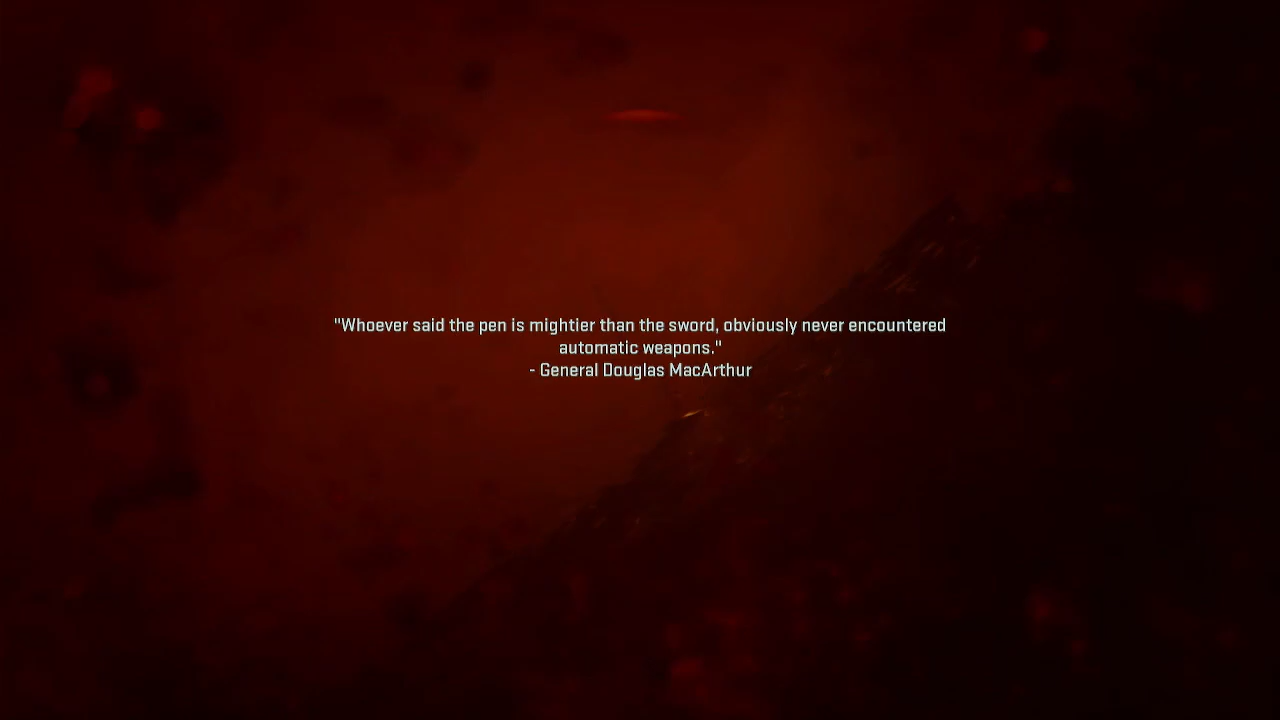 "Whoever said the pen is mightier than the sword, obviously never encountered
automatic weapons."
- General Douglas MacArthur